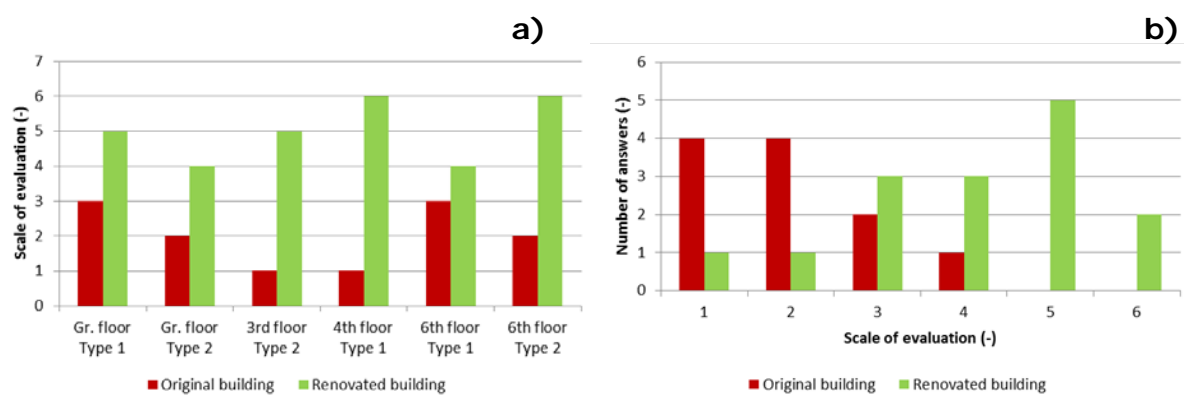 a)
7
6
5
4
3
2
1
0
Scale of evaluation (-)
Gr. floor Gr. floor 3rd floor 4th floor 6th floor 6th floor
Type 1 Type 2 Type 2 Type 1 Type 1 Type 2
Original building Renovated building
b)
6
5
4
3
2
1
0
Number of answers (-)
1 2 3 4 5 6
Scale of evaluation (-)
Original building Renovated building